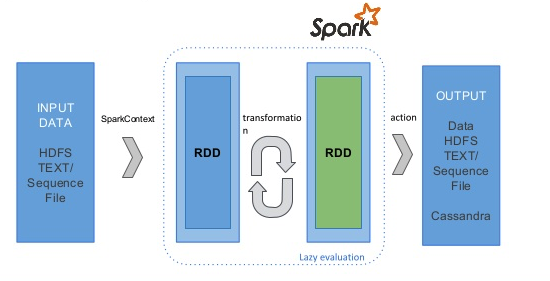 Spark
INPUT
DATA
HDFS
TEXT/
Sequence
File
SparkContext
RDD
transformatio
n
RDD
Lazy evaluation
action
OUTPUT
Data
HDFS
TEXT/
Sequence
File
Cassandra